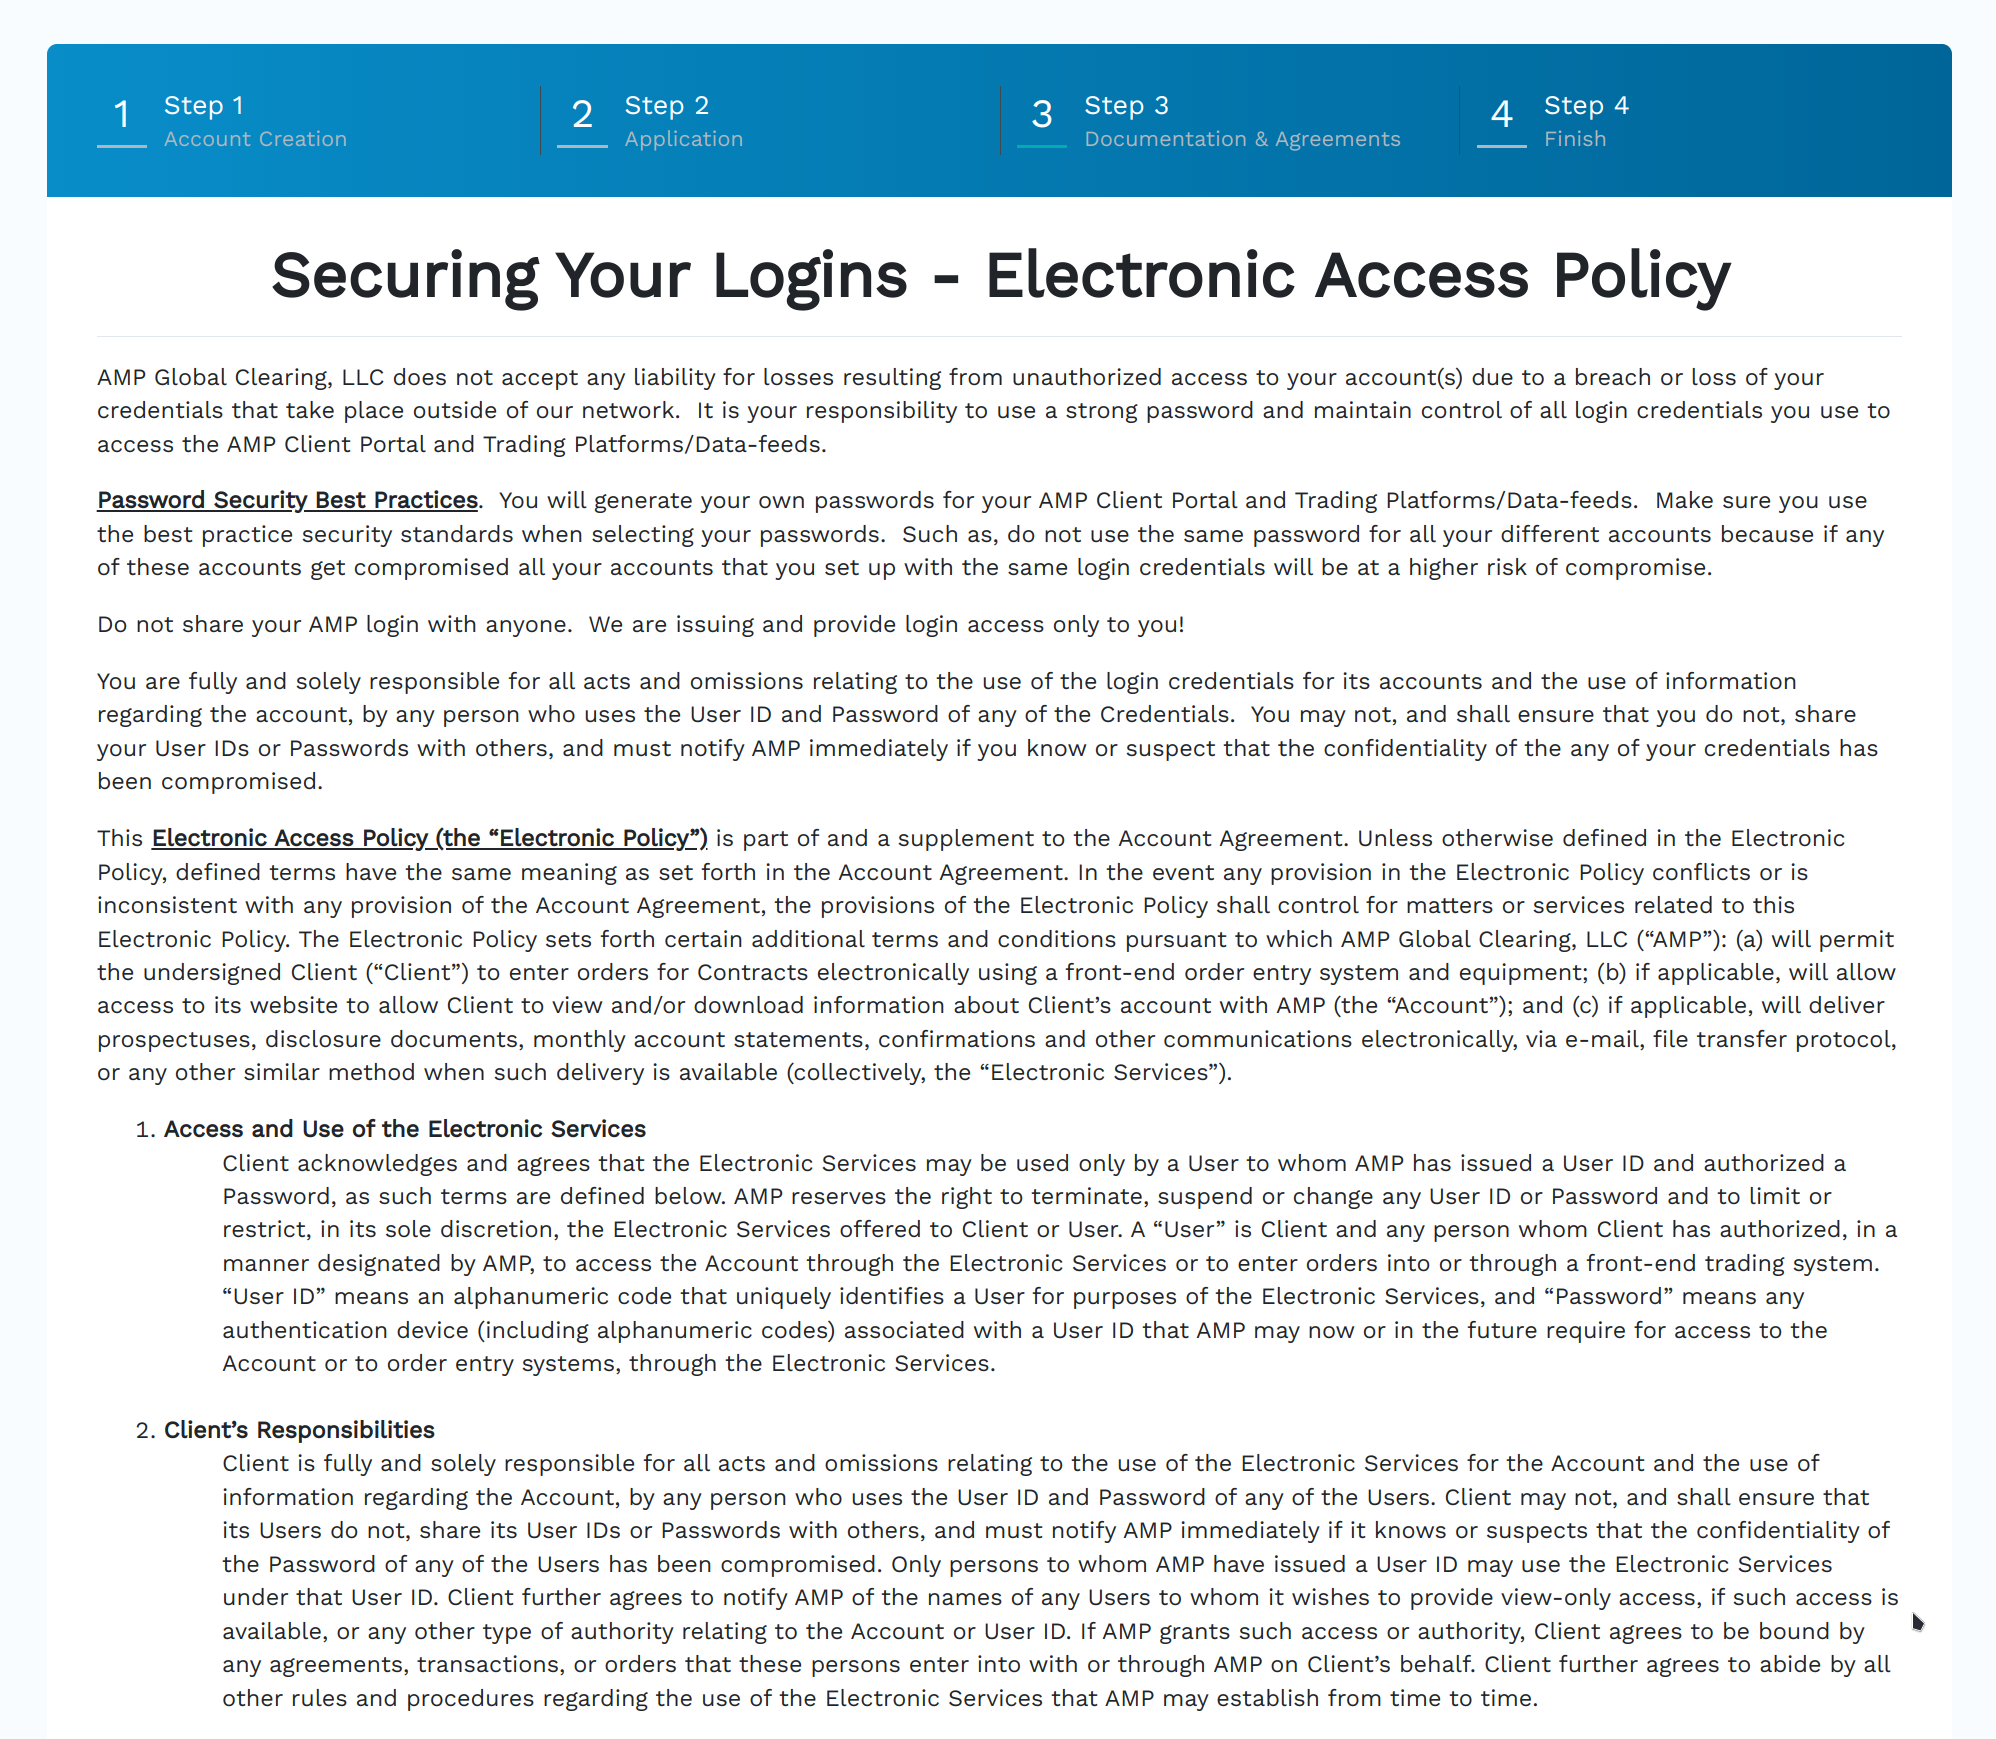 1 Step 1
Account Creation
2 Step 2
Application
3 Step 3
Documentation & Agreements
4 Step 4
Finish
Securing Your Logins - Electronic Access Policy
AMP Global Clearing, LLC does not accept any liability for losses resulting from unauthorized access to your account(s) due to a breach or loss of your
credentials that take place outside of our network.  It is your responsibility to use a strong password and maintain control of all login credentials you use to
access the AMP Client Portal and Trading Platforms/Data-feeds.
Password Security Best Practices.  You will generate your own passwords for your AMP Client Portal and Trading Platforms/Data-feeds.  Make sure you use
the best practice security standards when selecting your passwords.  Such as, do not use the same password for all your different accounts because if any
of these accounts get compromised all your accounts that you set up with the same login credentials will be at a higher risk of compromise.
Do not share your AMP login with anyone.  We are issuing and provide login access only to you!
You are fully and solely responsible for all acts and omissions relating to the use of the login credentials for its accounts and the use of information
regarding the account, by any person who uses the User ID and Password of any of the Credentials.  You may not, and shall ensure that you do not, share
your User IDs or Passwords with others, and must notify AMP immediately if you know or suspect that the confidentiality of the any of your credentials has
been compromised.
This Electronic Access Policy (the “Electronic Policy”) is part of and a supplement to the Account Agreement. Unless otherwise defined in the Electronic
Policy, defined terms have the same meaning as set forth in the Account Agreement. In the event any provision in the Electronic Policy conflicts or is
inconsistent with any provision of the Account Agreement, the provisions of the Electronic Policy shall control for matters or services related to this
Electronic Policy. The Electronic Policy sets forth certain additional terms and conditions pursuant to which AMP Global Clearing, LLC (“AMP”): (a) will permit
the undersigned Client (“Client”) to enter orders for Contracts electronically using a front-end order entry system and equipment; (b) if applicable, will allow
access to its website to allow Client to view and/or download information about Client’s account with AMP (the “Account”); and (c) if applicable, will deliver
prospectuses, disclosure documents, monthly account statements, confirmations and other communications electronically, via e-mail, file transfer protocol,
or any other similar method when such delivery is available (collectively, the “Electronic Services”).
1. Access and Use of the Electronic Services
Client acknowledges and agrees that the Electronic Services may be used only by a User to whom AMP has issued a User ID and authorized a
Password, as such terms are defined below. AMP reserves the right to terminate, suspend or change any User ID or Password and to limit or
restrict, in its sole discretion, the Electronic Services offered to Client or User. A “User” is Client and any person whom Client has authorized, in a
manner designated by AMP, to access the Account through the Electronic Services or to enter orders into or through a front-end trading system.
“User ID” means an alphanumeric code that uniquely identifies a User for purposes of the Electronic Services, and “Password” means any
authentication device (including alphanumeric codes) associated with a User ID that AMP may now or in the future require for access to the
Account or to order entry systems, through the Electronic Services.
2. Client’s Responsibilities
Client is fully and solely responsible for all acts and omissions relating to the use of the Electronic Services for the Account and the use of
information regarding the Account, by any person who uses the User ID and Password of any of the Users. Client may not, and shall ensure that
its Users do not, share its User IDs or Passwords with others, and must notify AMP immediately if it knows or suspects that the confidentiality of
the Password of any of the Users has been compromised. Only persons to whom AMP have issued a User ID may use the Electronic Services
under that User ID. Client further agrees to notify AMP of the names of any Users to whom it wishes to provide view-only access, if such access is
available, or any other type of authority relating to the Account or User ID. If AMP grants such access or authority, Client agrees to be bound by
any agreements, transactions, or orders that these persons enter into with or through AMP on Client’s behalf. Client further agrees to abide by all
other rules and procedures regarding the use of the Electronic Services that AMP may establish from time to time.